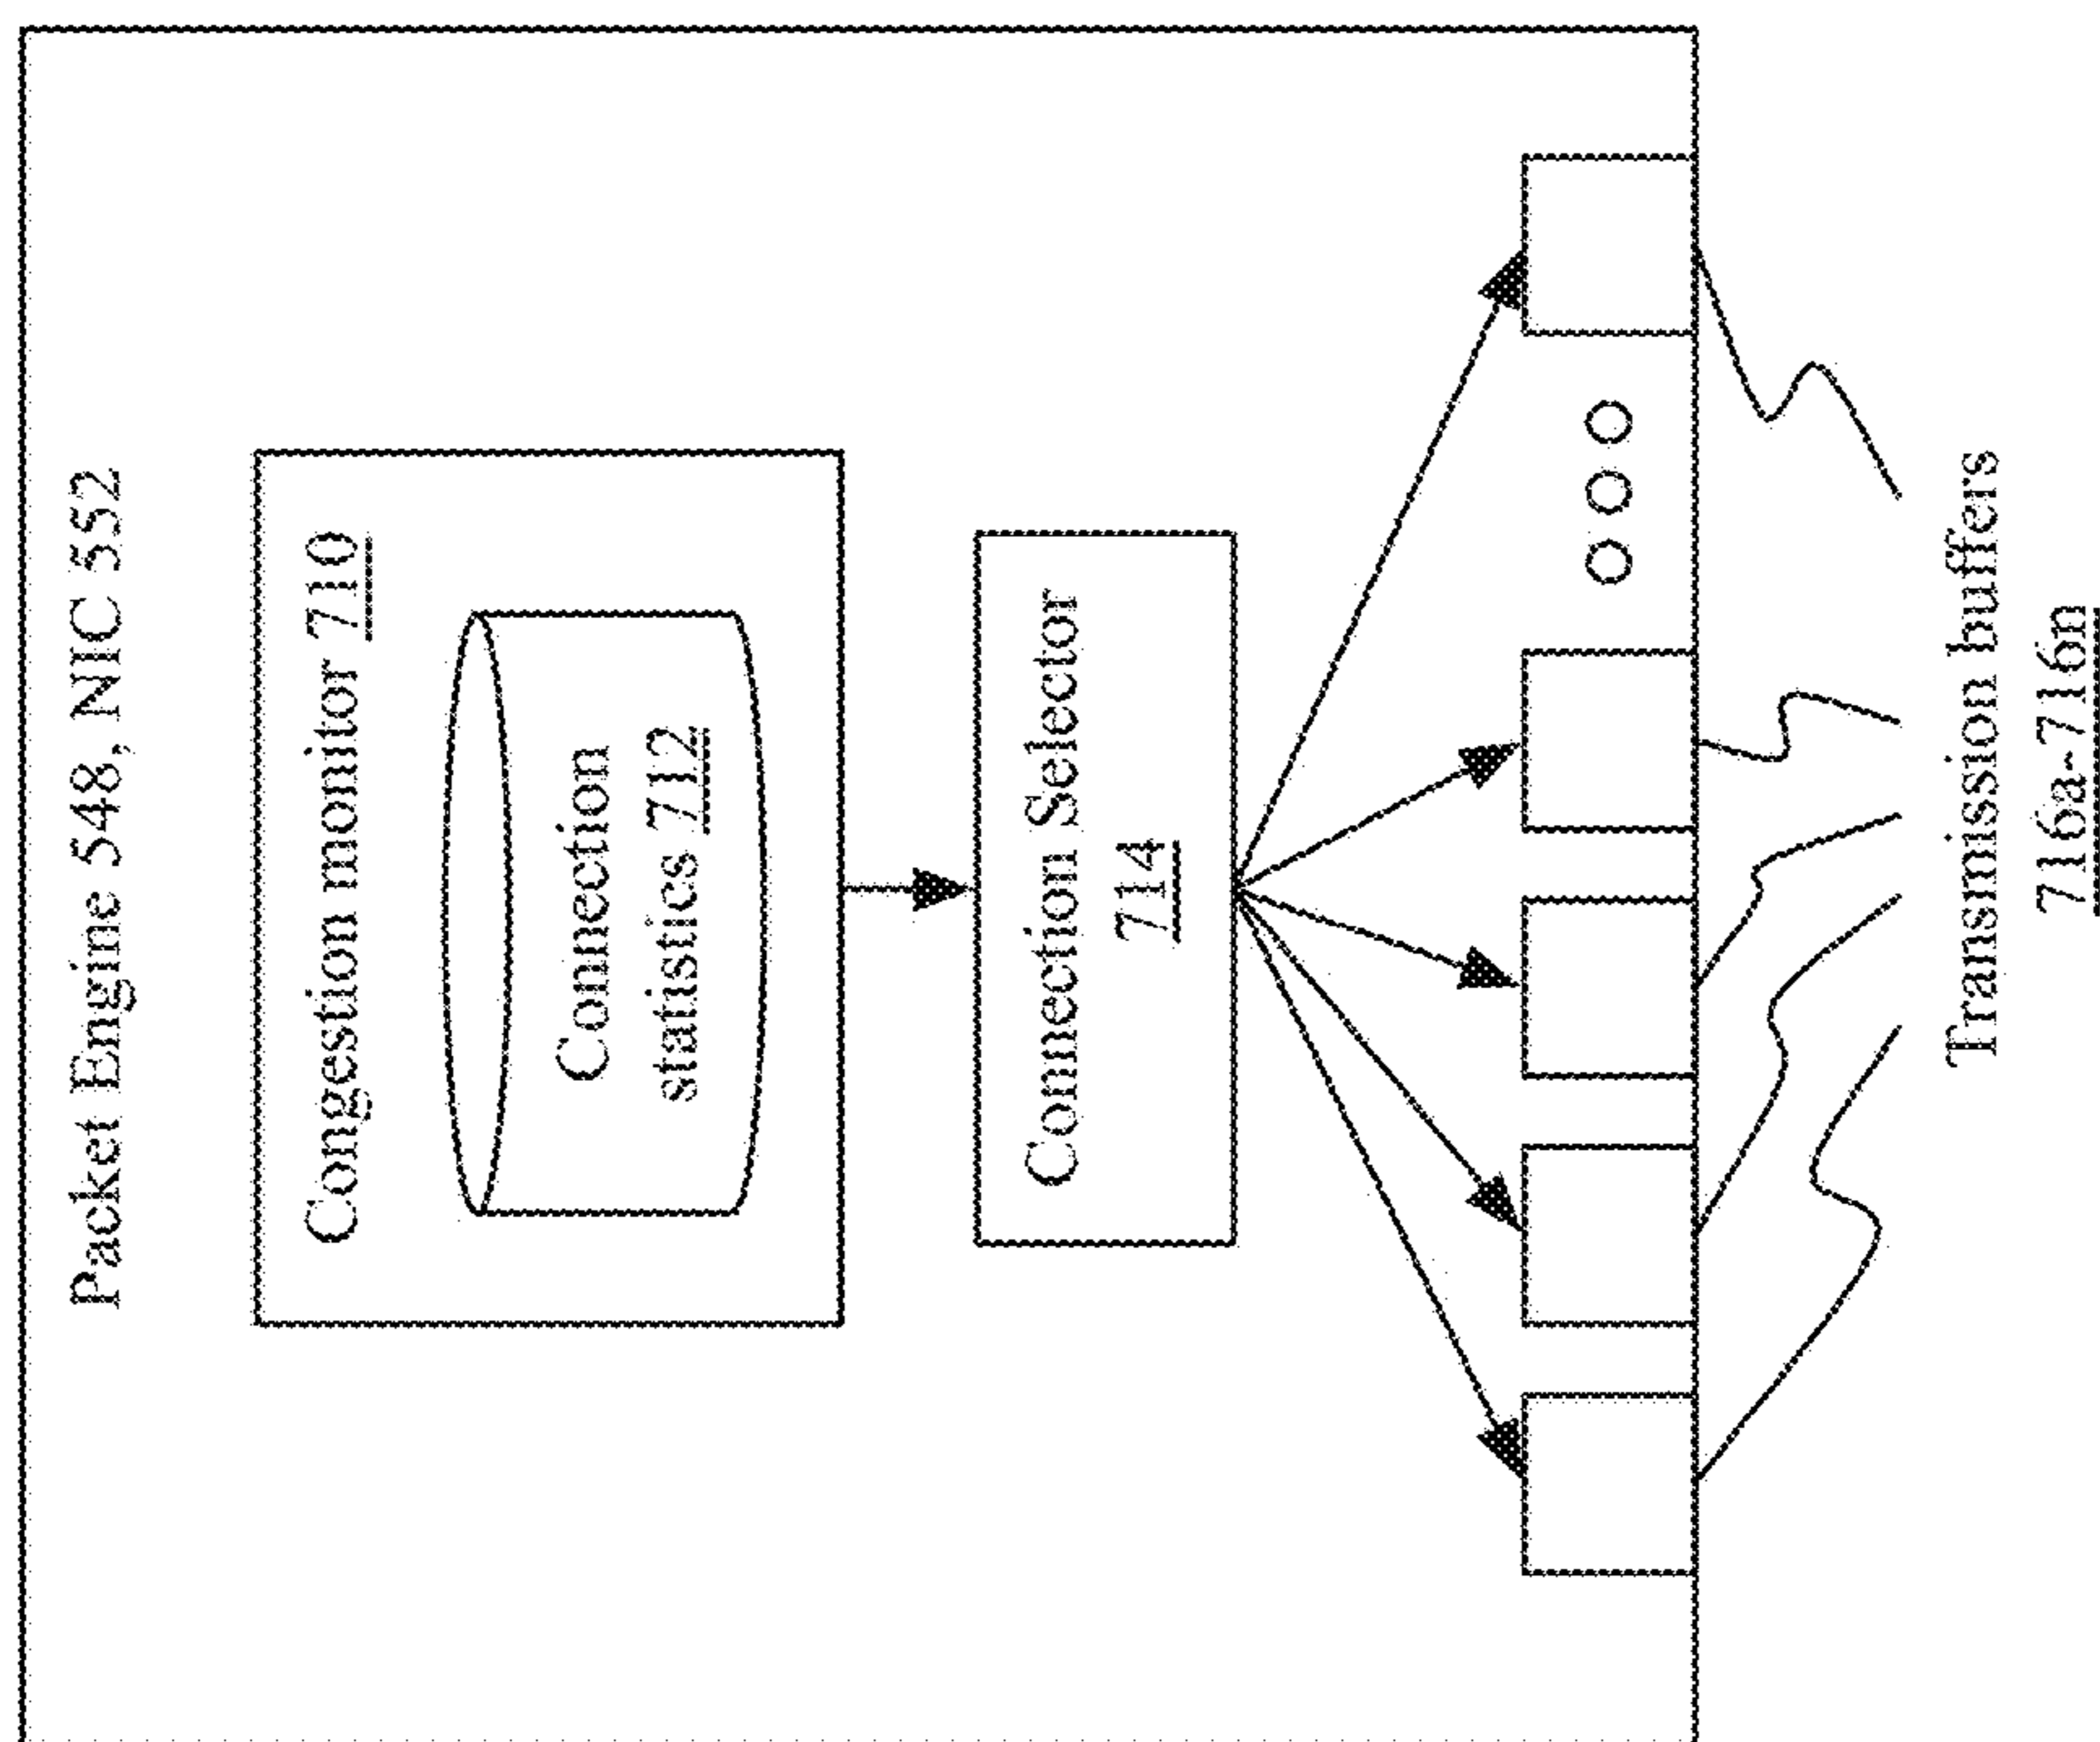 Packet Engine 548, NIC 552
Congestion monitor 710
Connection
statistics 712
Connection Selector
714
Transmission buffers
716a-716n